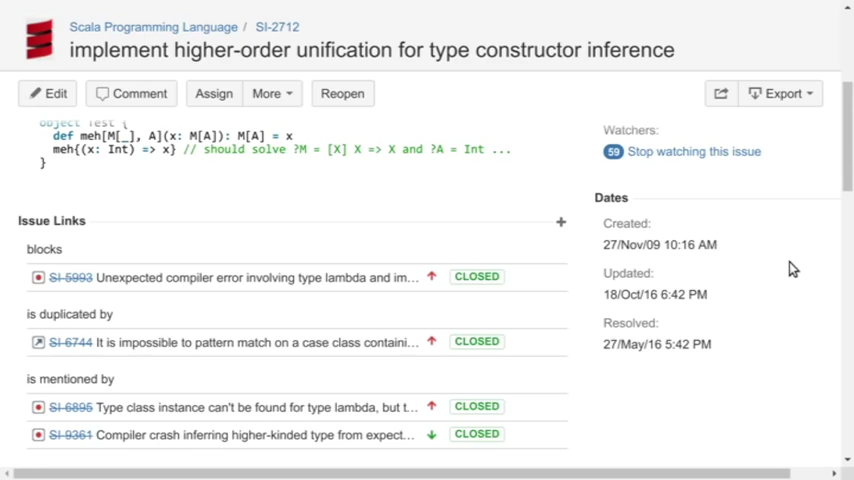 Scala Programming Language / SI-2712
implement higher-order unification for type constructor inference
Edit Comment Assign More Reopen Export
object Test {
def meh[M[_], A](x: M[A]): M[A] = x
meh{(x: Int) => x} // should solve ?M = [X] X => X and ?A = Int ...
}
Watchers:
59 Stop watching this issue
Issue Links
blocks
SI-5993 Unexpected compiler error involving type lambda and im... CLOSED
is duplicated by
SI-6744 It is impossible to pattern match on a case class containi... CLOSED
is mentioned by
SI-6895 Type class instance can't be found for type lambda, but t... CLOSED
SI-9361 Compiler crash inferring higher-kinded type from expect... CLOSED
Dates
Created:
27/Nov/09 10:16 AM
Updated:
18/Oct/16 6:42 PM
Resolved:
27/May/16 5:42 PM